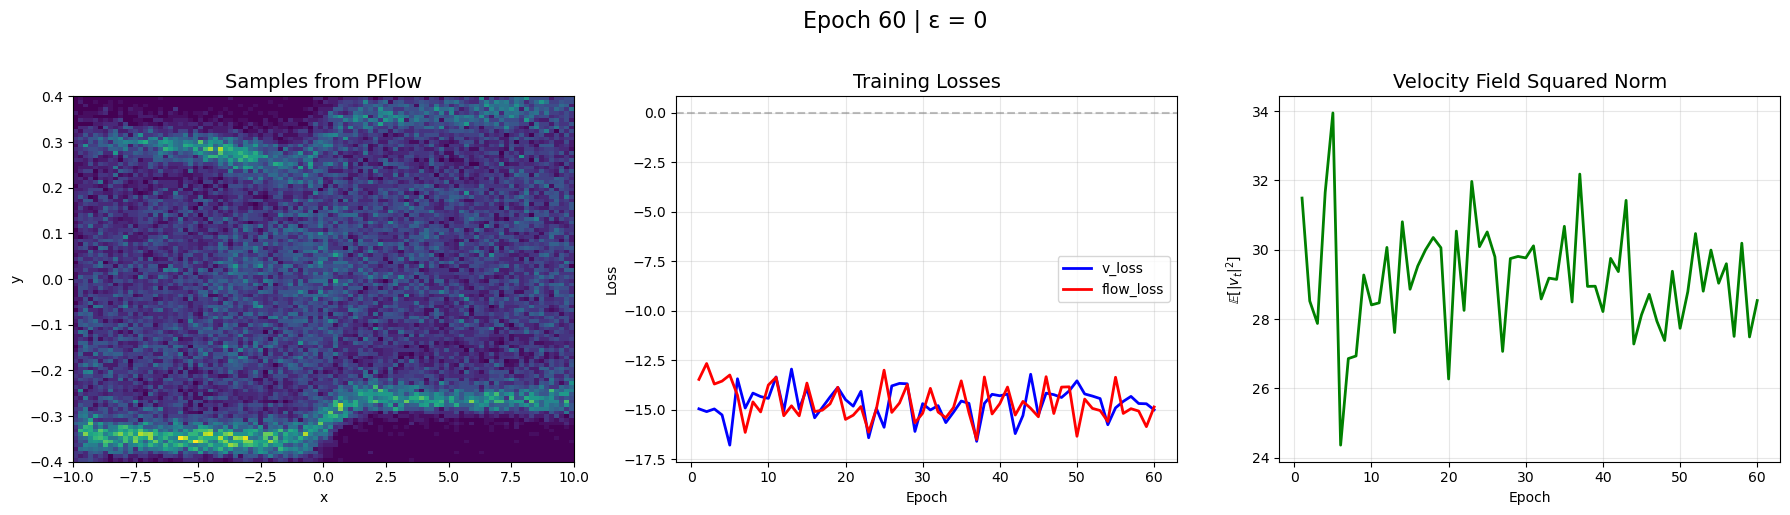 Epoch 60 | ε = 0
Samples from PFlow
0.4
0.3
0.2
0.1
0.0
−0.1
−0.2
−0.3
−0.4
y
−10.0 −7.5 −5.0 −2.5 0.0 2.5 5.0 7.5 10.0
x
Training Losses
0.0
−2.5
−5.0
−7.5
−10.0
−12.5
−15.0
−17.5
Loss
v_loss
flow_loss
0 10 20 30 40 50 60
Epoch
Velocity Field Squared Norm
34
32
30
28
26
24
𝔼[|v_t|²]
0 10 20 30 40 50 60
Epoch